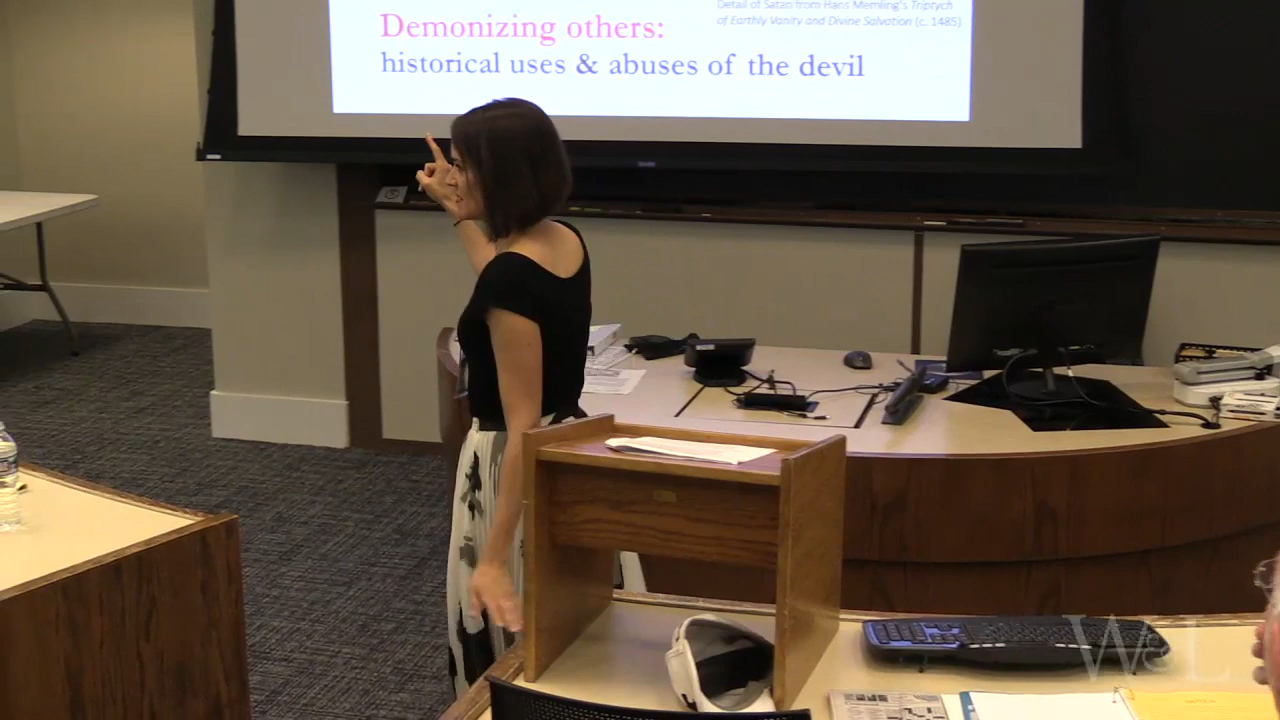 Detail of Satan from Hans Memling's Triptych
of Earthly Vanity and Divine Salvation (c. 1485)
Demonizing others:
historical uses & abuses of the devil
W&L